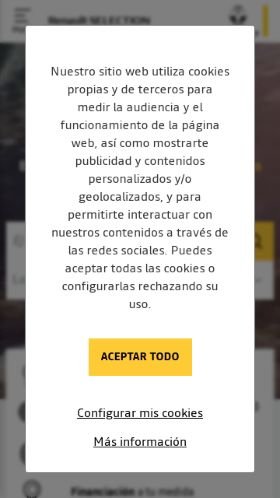 Renault SELECTION
Nuestro sitio web utiliza cookies
propias y de terceros para
medir la audiencia y el
funcionamiento de la página
web, así como mostrarte
publicidad y contenidos
personalizados y/o
geolocalizados, y para
permitirte interactuar con
nuestros contenidos a través de
las redes sociales. Puedes
aceptar todas las cookies o
configurarlas rechazando su
uso.
ACEPTAR TODO
Configurar mis cookies
Más información
Financiación a tu medida